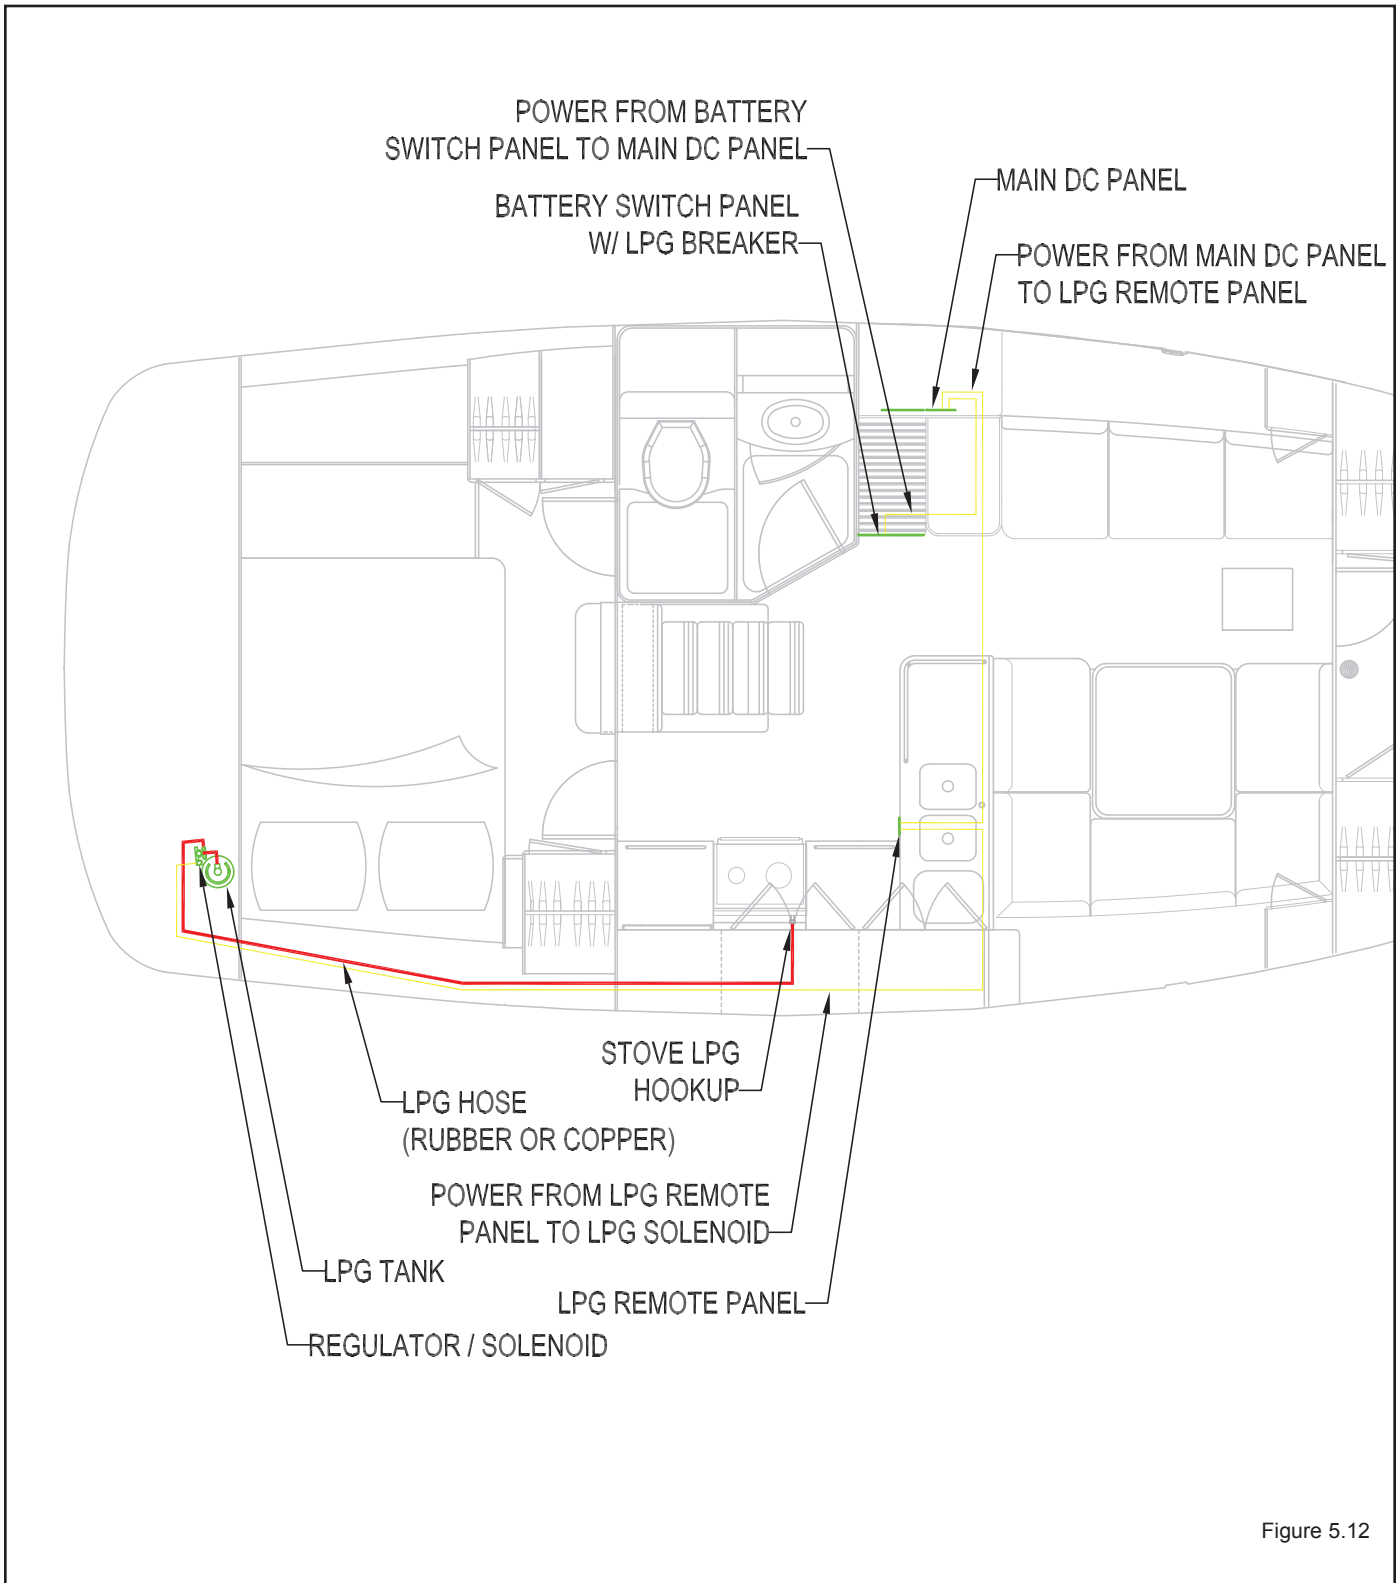 POWER FROM BATTERY
SWITCH PANEL TO MAIN DC PANEL
MAIN DC PANEL
BATTERY SWITCH PANEL
W/ LPG BREAKER
POWER FROM MAIN DC PANEL
TO LPG REMOTE PANEL
STOVE LPG
HOOKUP
LPG HOSE
(RUBBER OR COPPER)
POWER FROM LPG REMOTE
PANEL TO LPG SOLENOID
LPG TANK
LPG REMOTE PANEL
REGULATOR / SOLENOID
Figure 5.12